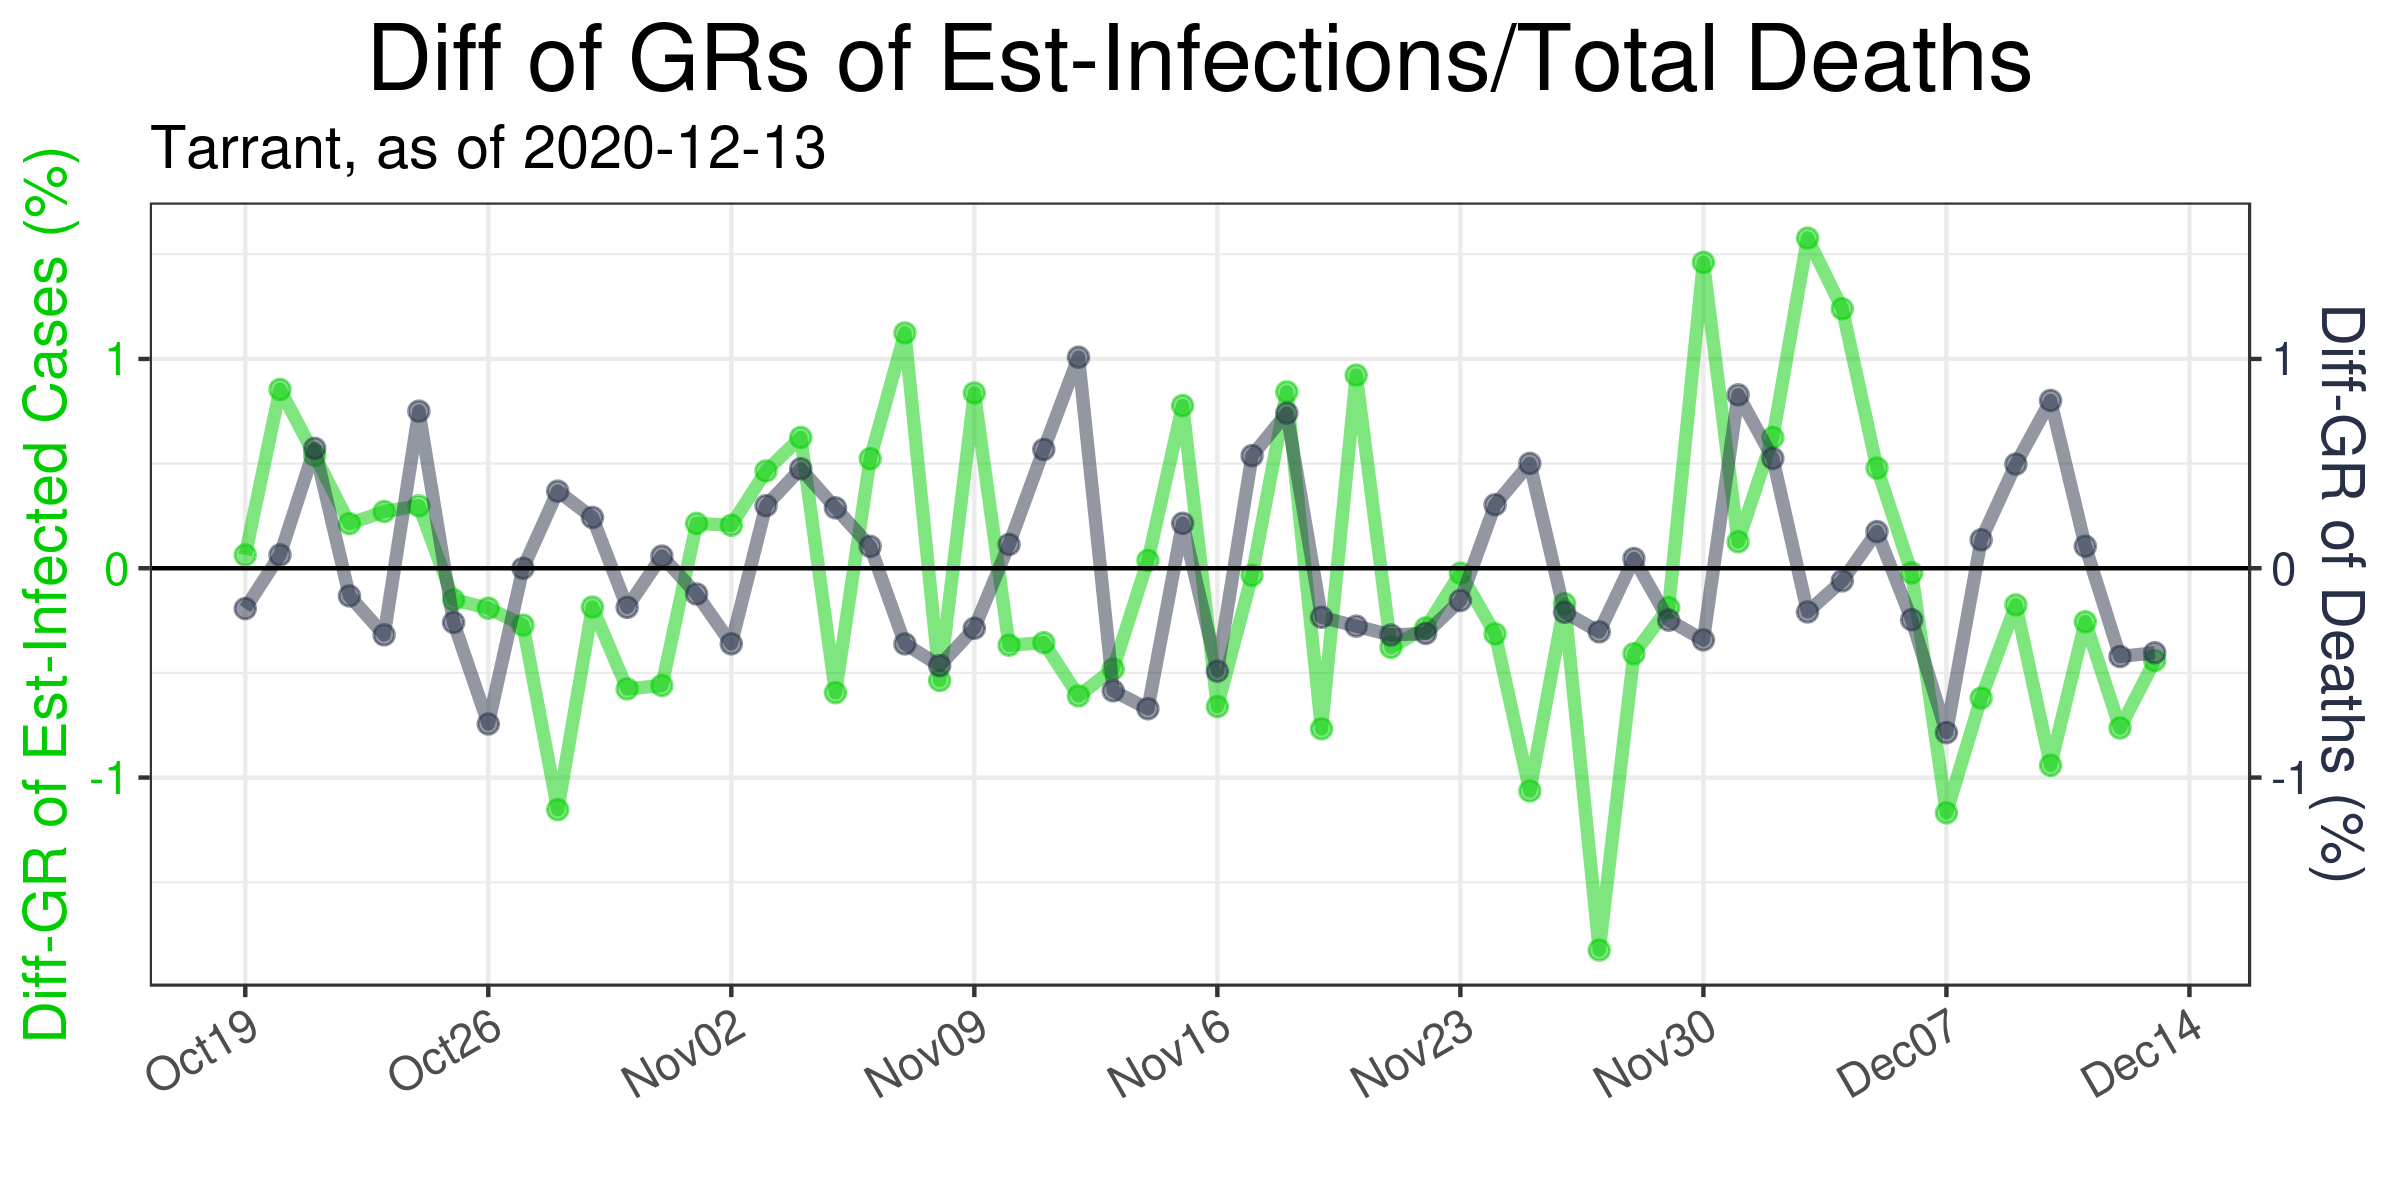 Diff of GRs of Est-Infections/Total Deaths
Tarrant, as of 2020-12-13
Diff-GR of Est-Infected Cases (%)
1
0
-1
1
0
-1
Diff-GR of Deaths (%)
Oct19
Oct26
Nov02
Nov09
Nov16
Nov23
Nov30
Dec07
Dec14